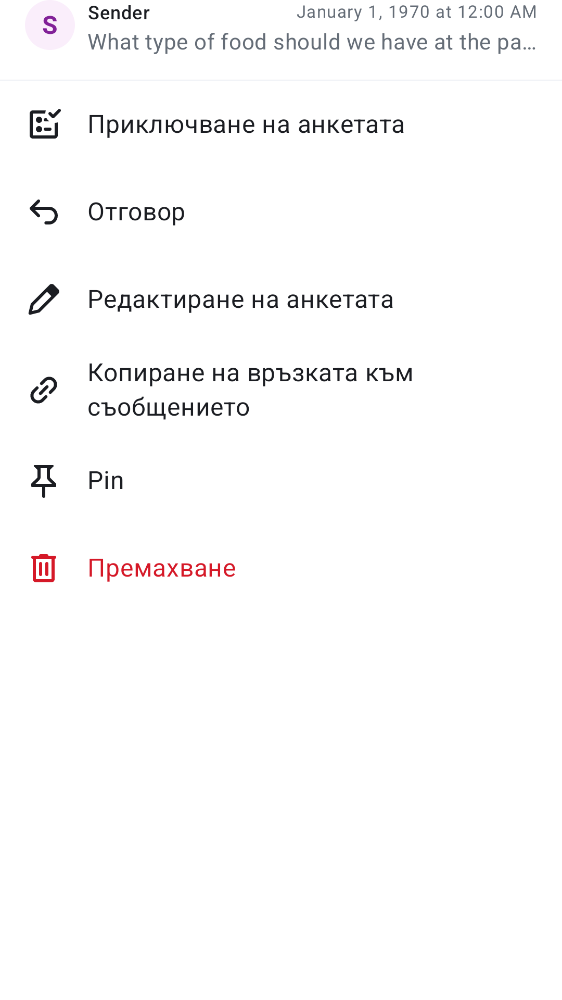 S
Sender
January 1, 1970 at 12:00 AM
What type of food should we have at the pa...
Приключване на анкетата
Отговор
Редактиране на анкетата
Копиране на връзката към
съобщението
Pin
Премахване